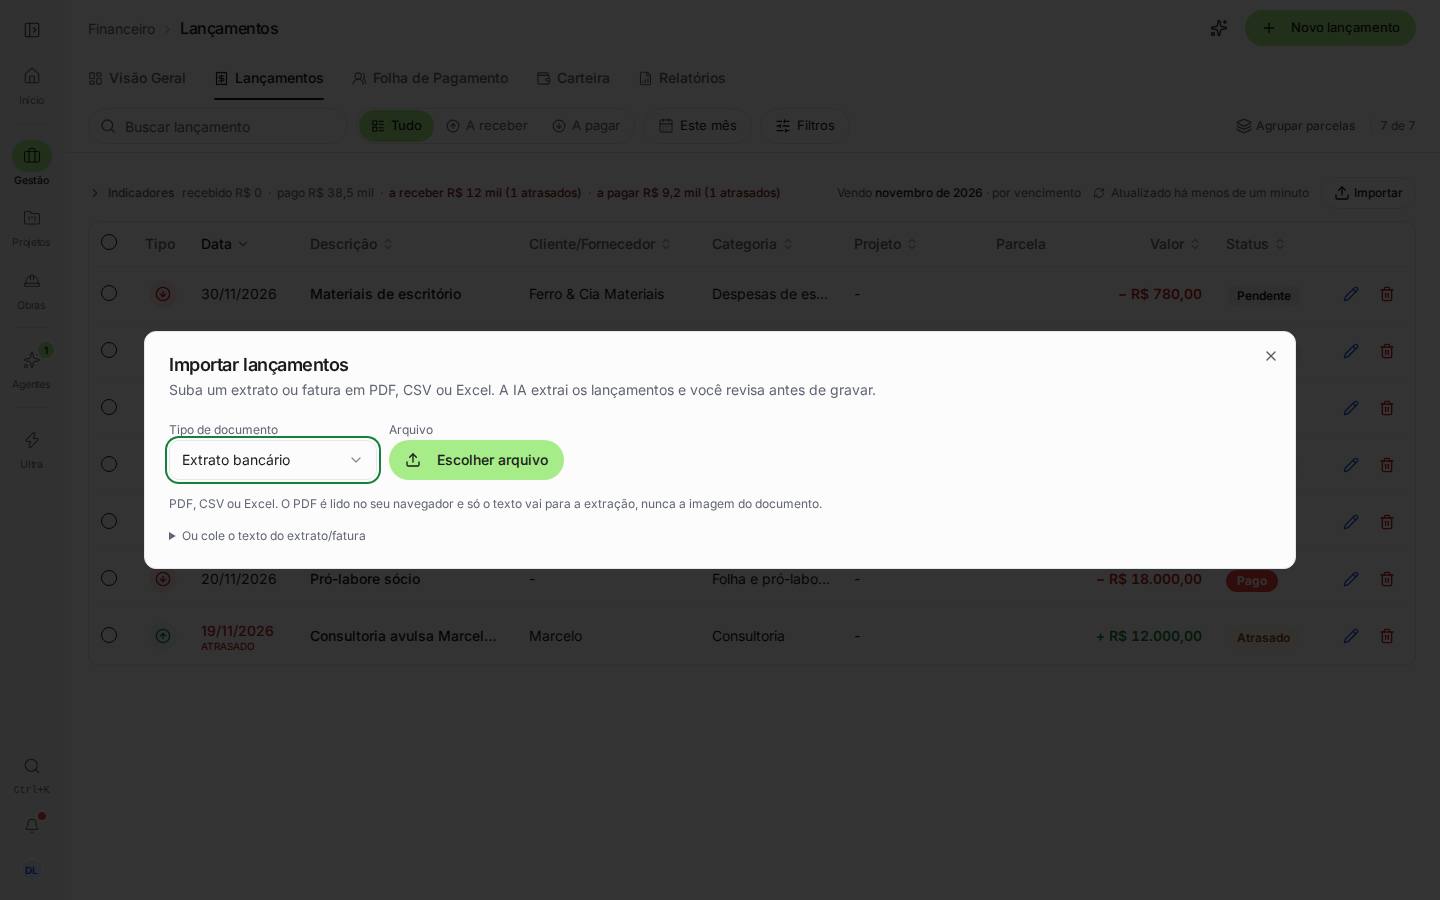 Financeiro > Lançamentos
Novo lançamento
Início
Gestão
Projetos
Obras
1
Agentes
Ultra
Ctrl+K
DL
Visão Geral Lançamentos Folha de Pagamento Carteira Relatórios
Buscar lançamento Tudo A receber A pagar Este mês Filtros Agrupar parcelas 7 de 7
Indicadores recebido R$ 0 · pago R$ 38,5 mil · a receber R$ 12 mil (1 atrasados) · a pagar R$ 9,2 mil (1 atrasados) Vendo novembro de 2026 · por vencimento Atualizado há menos de um minuto Importar
Tipo Data Descrição Cliente/Fornecedor Categoria Projeto Parcela Valor Status
30/11/2026 Materiais de escritório Ferro & Cia Materiais Despesas de es... - − R$ 780,00 Pendente
Importar lançamentos
Suba um extrato ou fatura em PDF, CSV ou Excel. A IA extrai os lançamentos e você revisa antes de gravar.
Tipo de documento Arquivo
Extrato bancário Escolher arquivo
PDF, CSV ou Excel. O PDF é lido no seu navegador e só o texto vai para a extração, nunca a imagem do documento.
Ou cole o texto do extrato/fatura
20/11/2026 Pró-labore sócio - Folha e pró-labo... - − R$ 18.000,00 Pago
19/11/2026 Consultoria avulsa Marcel... Marcelo Consultoria - + R$ 12.000,00 Atrasado
ATRASADO